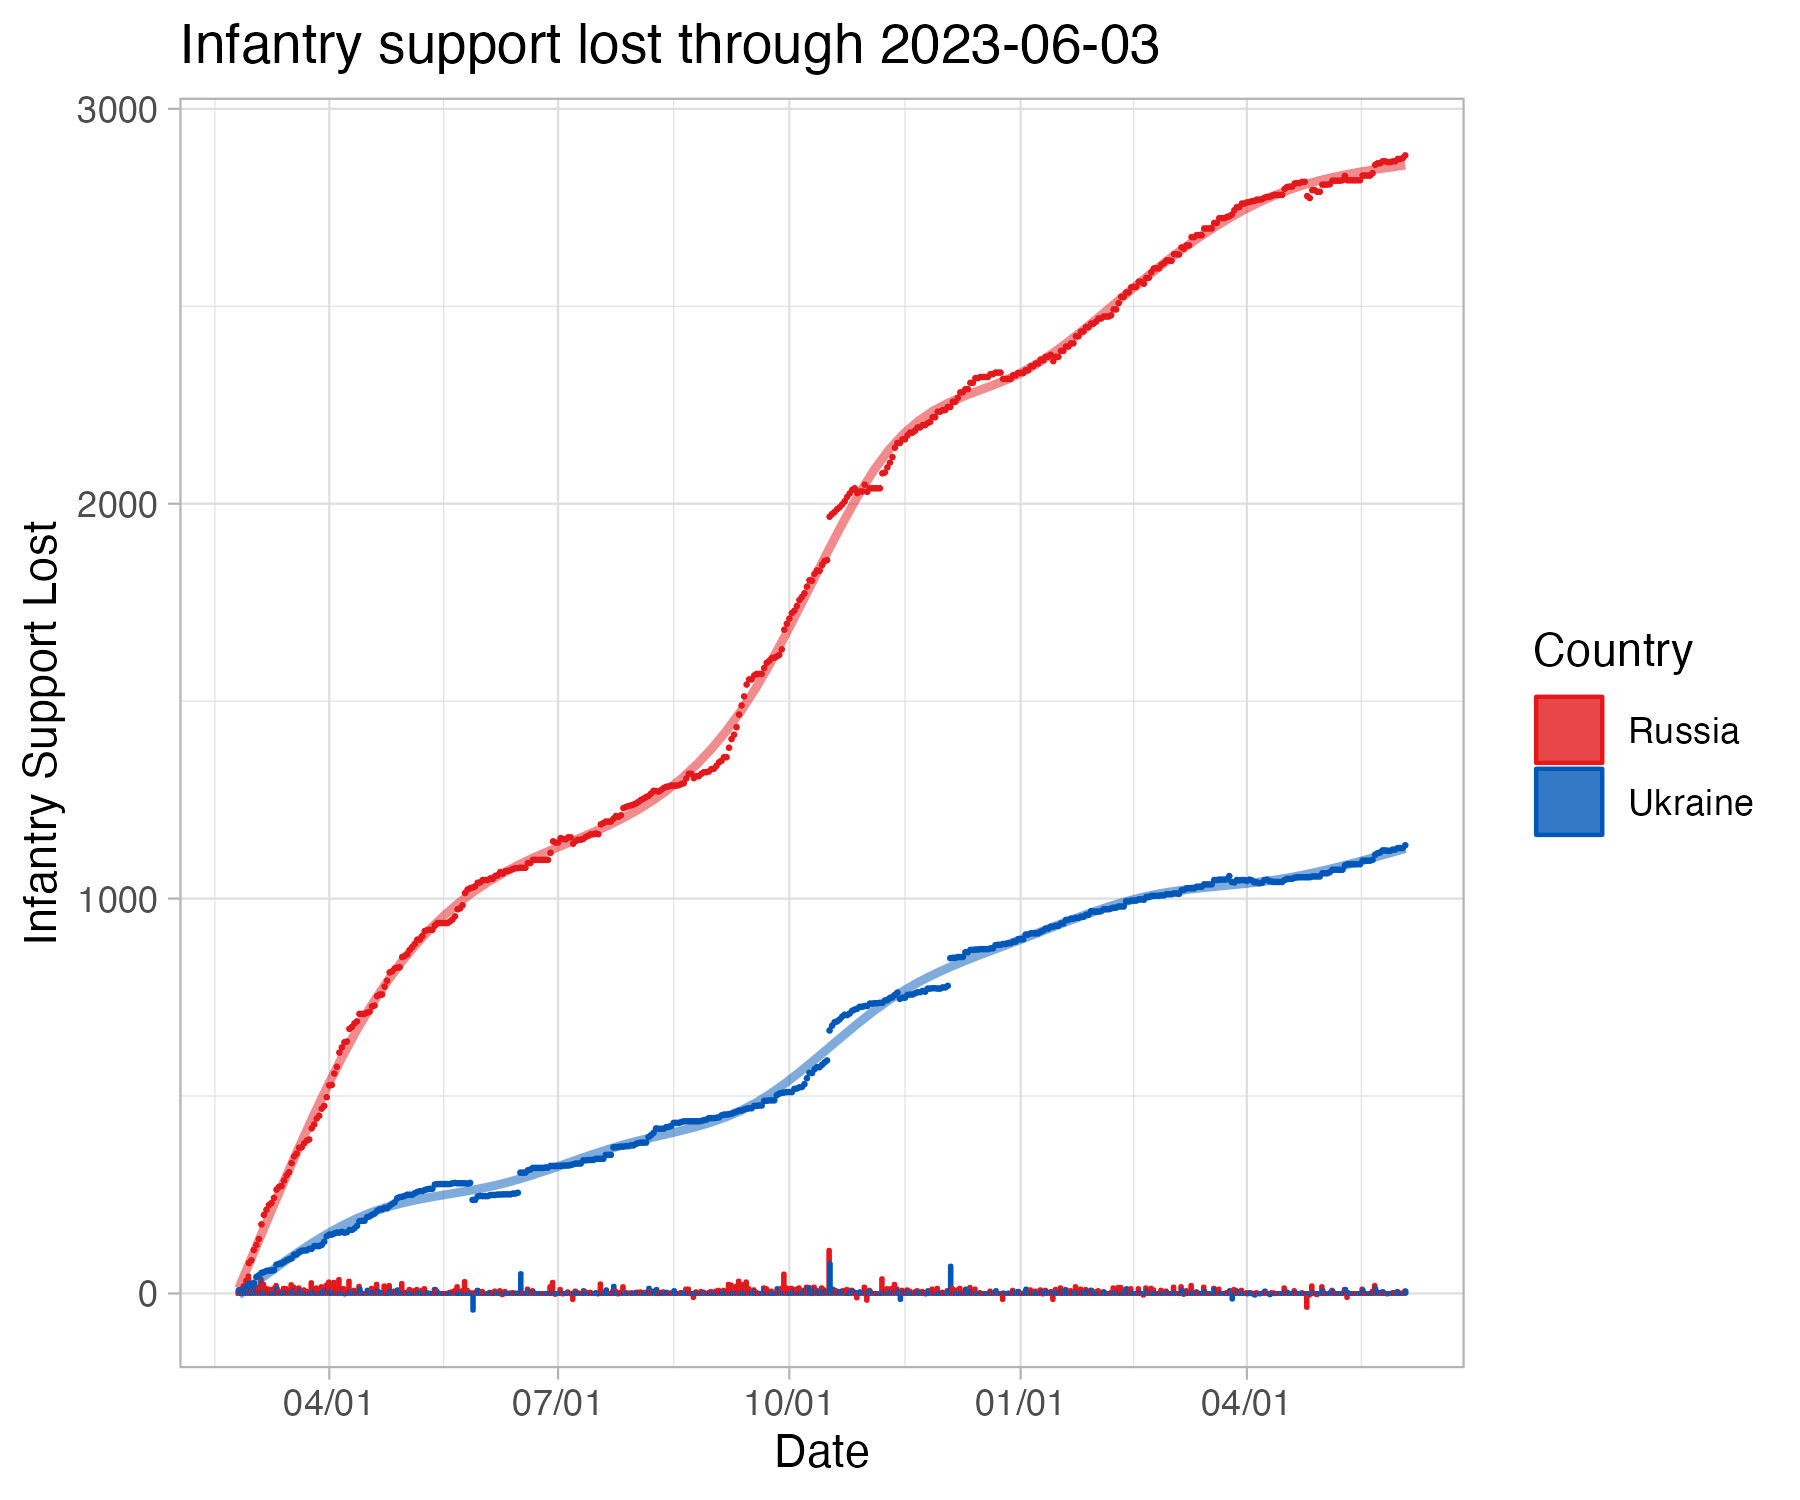 Infantry support lost through 2023-06-03
3000
2000
1000
0
Infantry Support Lost
04/01
07/01
10/01
01/01
04/01
Date
Country
Russia
Ukraine